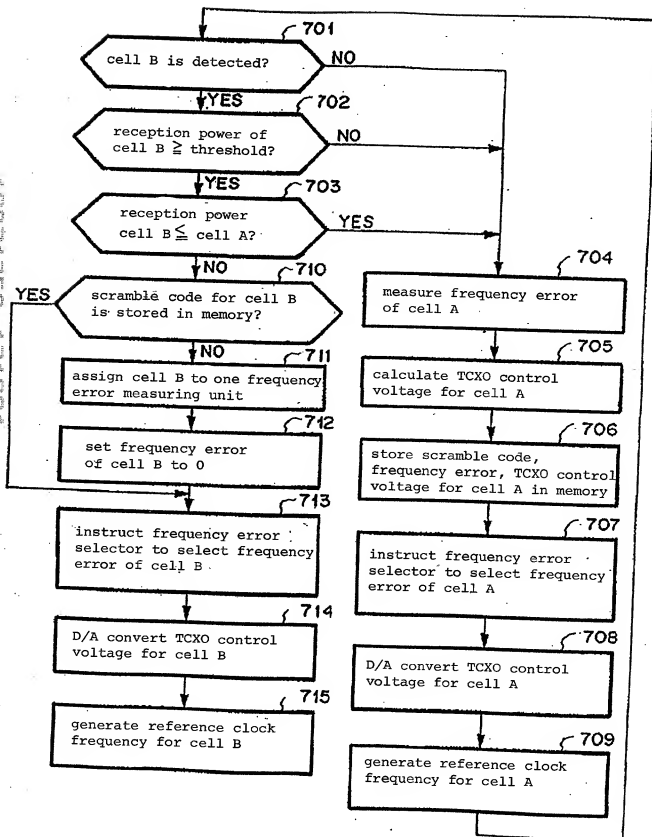 701
cell B is detected?
NO
YES
702
reception power of
cell B ≧ threshold?
NO
YES
703
reception power
cell B ≦ cell A?
YES
NO
710
YES
scramble code for cell B
is stored in memory?
NO
711
assign cell B to one frequency
error measuring unit
712
set frequency error
of cell B to 0
713
instruct frequency error
selector to select frequency
error of cell B
714
D/A convert TCXO control
voltage for cell B
715
generate reference clock
frequency for cell B
704
measure frequency error
of cell A
705
calculate TCXO control
voltage for cell A
706
store scramble code,
frequency error, TCXO control
voltage for cell A in memory
707
instruct frequency error
selector to select frequency
error of cell A
708
D/A convert TCXO control
voltage for cell A
709
generate reference clock
frequency for cell A